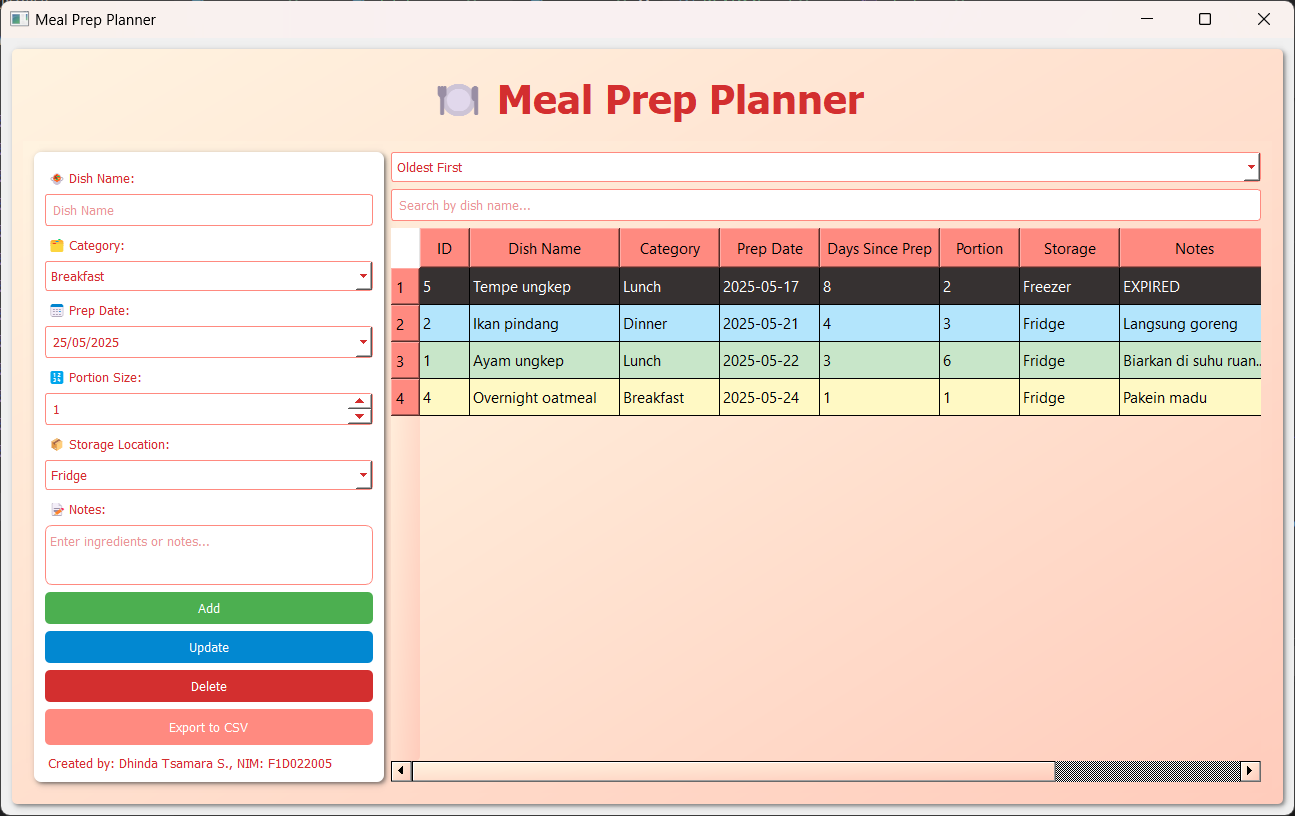 Meal Prep Planner
Meal Prep Planner
Dish Name:
Dish Name
Category:
Breakfast
Prep Date:
25/05/2025
Portion Size:
1
Storage Location:
Fridge
Notes:
Enter ingredients or notes...
Add
Update
Delete
Export to CSV
Created by: Dhinda Tsamara S., NIM: F1D022005
Oldest First
Search by dish name...
ID Dish Name Category Prep Date Days Since Prep Portion Storage Notes
1 5 Tempe ungkep Lunch 2025-05-17 8 2 Freezer EXPIRED
2 2 Ikan pindang Dinner 2025-05-21 4 3 Fridge Langsung goreng
3 1 Ayam ungkep Lunch 2025-05-22 3 6 Fridge Biarkan di suhu ruan..
4 4 Overnight oatmeal Breakfast 2025-05-24 1 1 Fridge Pakein madu